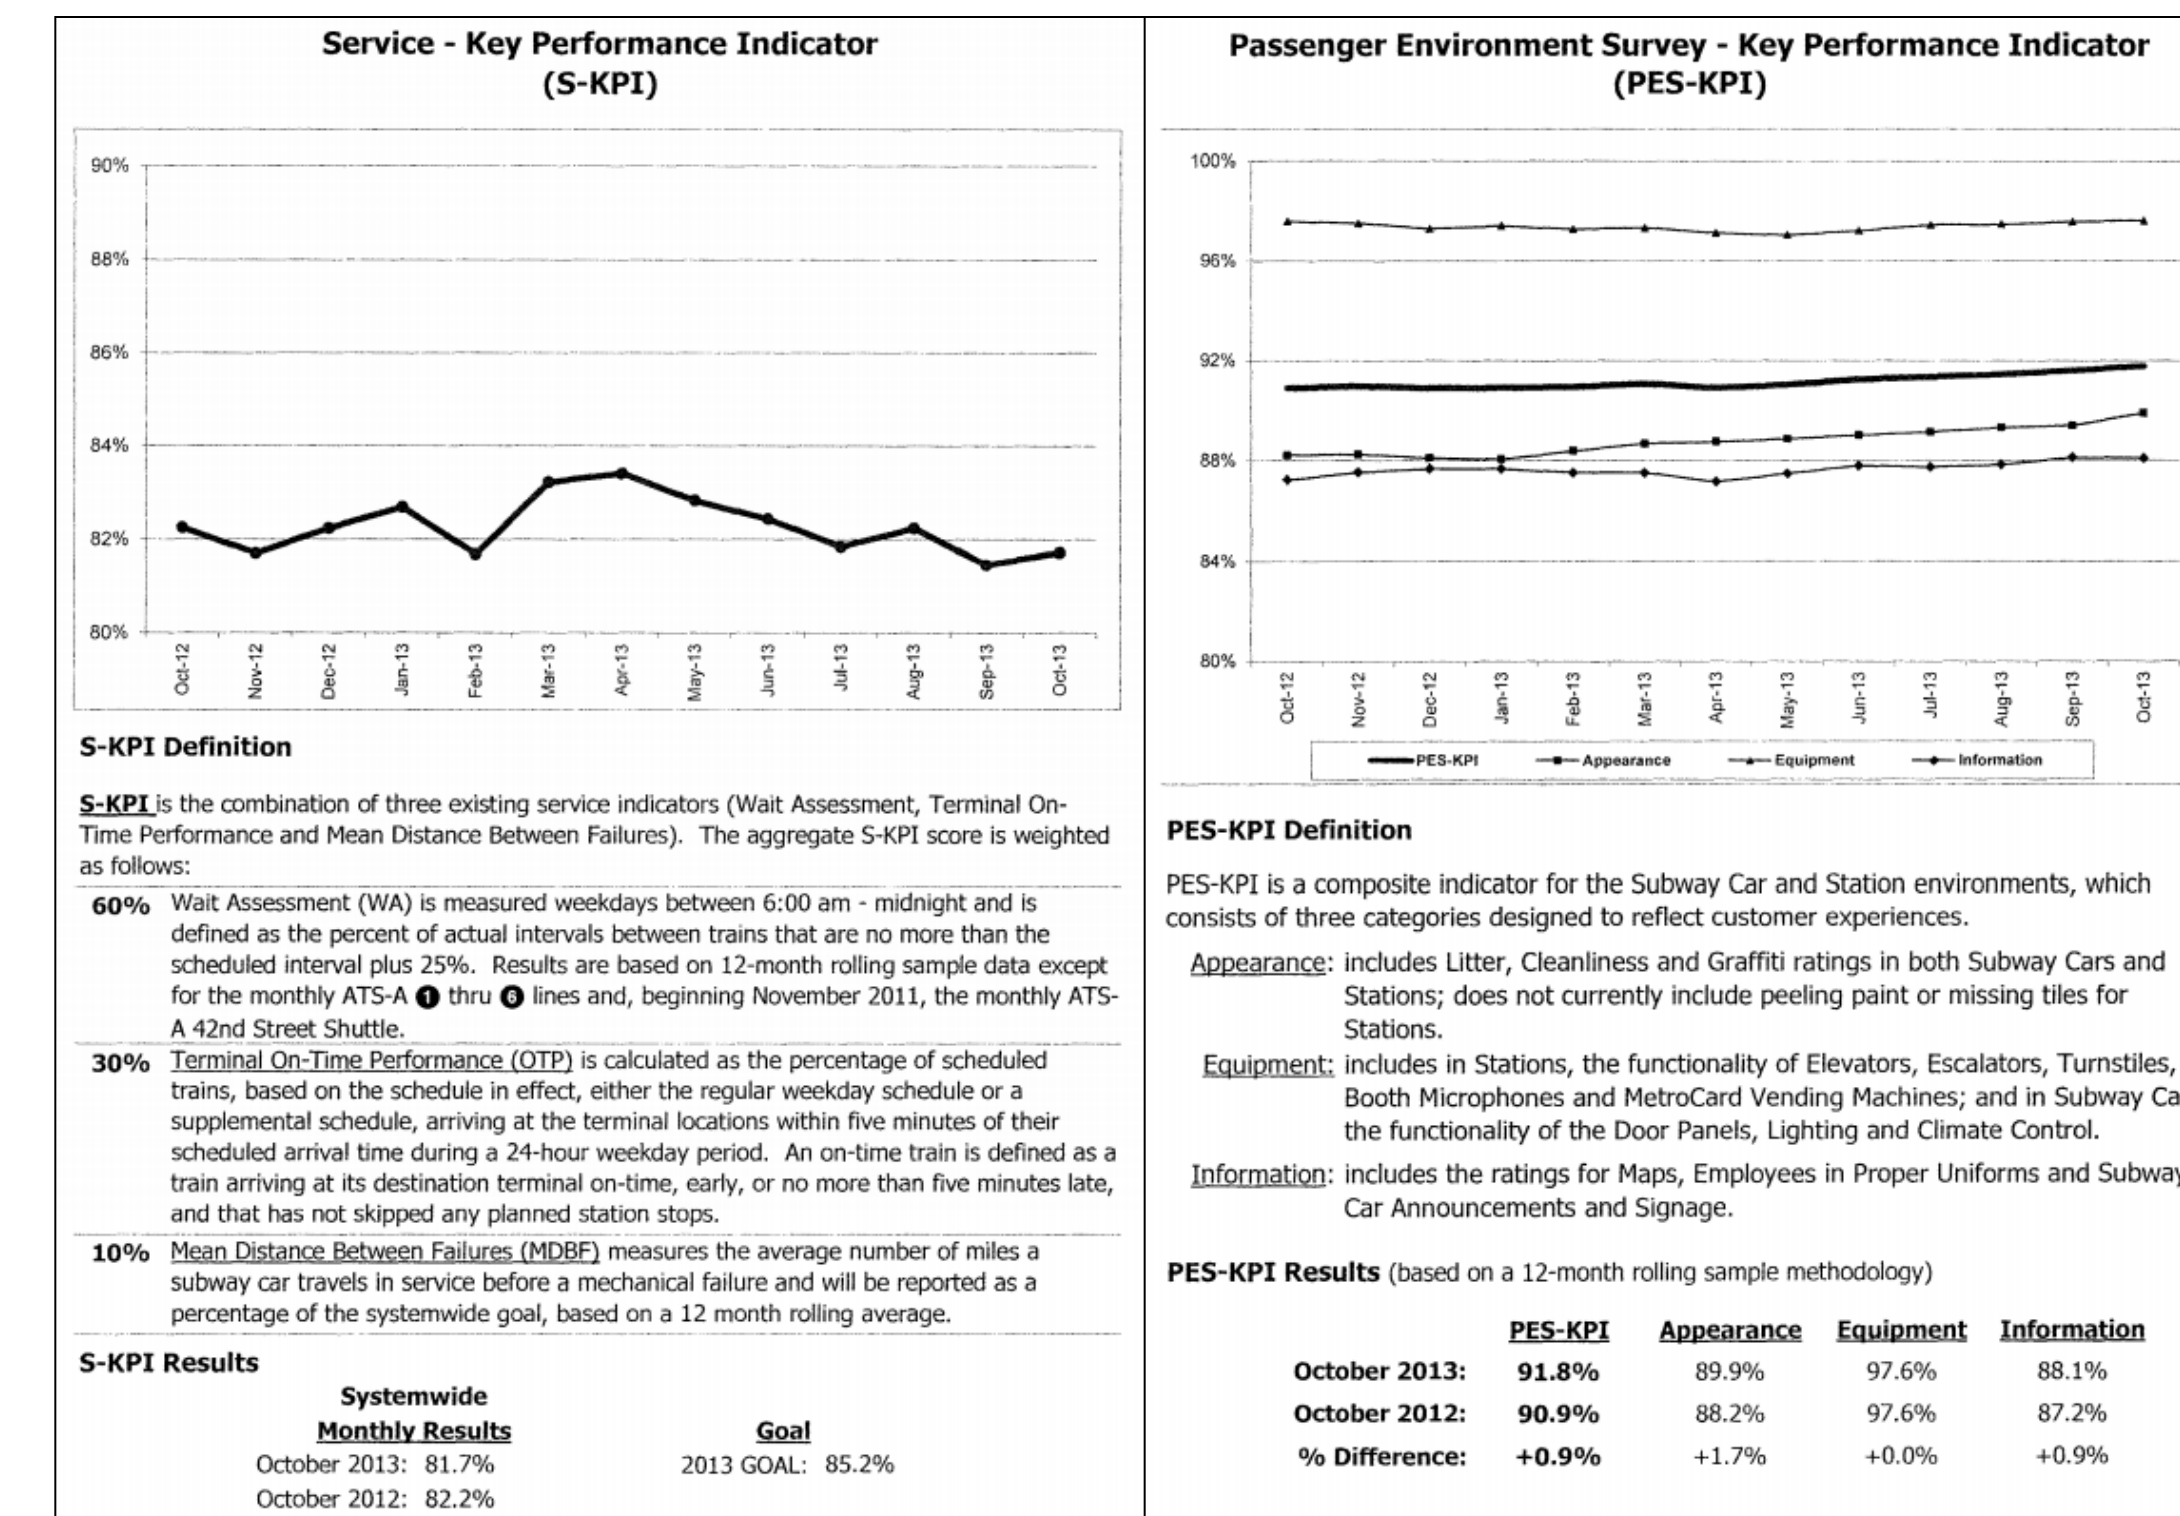 Service - Key Performance Indicator
(S-KPI)
90%
88%
86%
84%
82%
80%
Oct-12
Nov-12
Dec-12
Jan-13
Feb-13
Mar-13
Apr-13
May-13
Jun-13
Jul-13
Aug-13
Sep-13
Oct-13
S-KPI Definition
S-KPI is the combination of three existing service indicators (Wait Assessment, Terminal On-
Time Performance and Mean Distance Between Failures). The aggregate S-KPI score is weighted
as follows:
60% Wait Assessment (WA) is measured weekdays between 6:00 am - midnight and is
defined as the percent of actual intervals between trains that are no more than the
scheduled interval plus 25%. Results are based on 12-month rolling sample data except
for the monthly ATS-A 1 thru 6 lines and, beginning November 2011, the monthly ATS-
A 42nd Street Shuttle.
30% Terminal On-Time Performance (OTP) is calculated as the percentage of scheduled
trains, based on the schedule in effect, either the regular weekday schedule or a
supplemental schedule, arriving at the terminal locations within five minutes of their
scheduled arrival time during a 24-hour weekday period. An on-time train is defined as a
train arriving at its destination terminal on-time, early, or no more than five minutes late,
and that has not skipped any planned station stops.
10% Mean Distance Between Failures (MDBF) measures the average number of miles a
subway car travels in service before a mechanical failure and will be reported as a
percentage of the systemwide goal, based on a 12 month rolling average.
S-KPI Results
Systemwide
Monthly Results Goal
October 2013: 81.7% 2013 GOAL: 85.2%
October 2012: 82.2%
Passenger Environment Survey - Key Performance Indicator
(PES-KPI)
100%
96%
92%
88%
84%
80%
Oct-12
Nov-12
Dec-12
Jan-13
Feb-13
Mar-13
Apr-13
May-13
Jun-13
Jul-13
Aug-13
Sep-13
Oct-13
PES-KPI Appearance Equipment Information
PES-KPI Definition
PES-KPI is a composite indicator for the Subway Car and Station environments, which
consists of three categories designed to reflect customer experiences.
Appearance: includes Litter, Cleanliness and Graffiti ratings in both Subway Cars and
Stations; does not currently include peeling paint or missing tiles for
Stations.
Equipment: includes in Stations, the functionality of Elevators, Escalators, Turnstiles,
Booth Microphones and MetroCard Vending Machines; and in Subway Ca
the functionality of the Door Panels, Lighting and Climate Control.
Information: includes the ratings for Maps, Employees in Proper Uniforms and Subway
Car Announcements and Signage.
PES-KPI Results (based on a 12-month rolling sample methodology)
PES-KPI Appearance Equipment Information
October 2013: 91.8% 89.9% 97.6% 88.1%
October 2012: 90.9% 88.2% 97.6% 87.2%
% Difference: +0.9% +1.7% +0.0% +0.9%